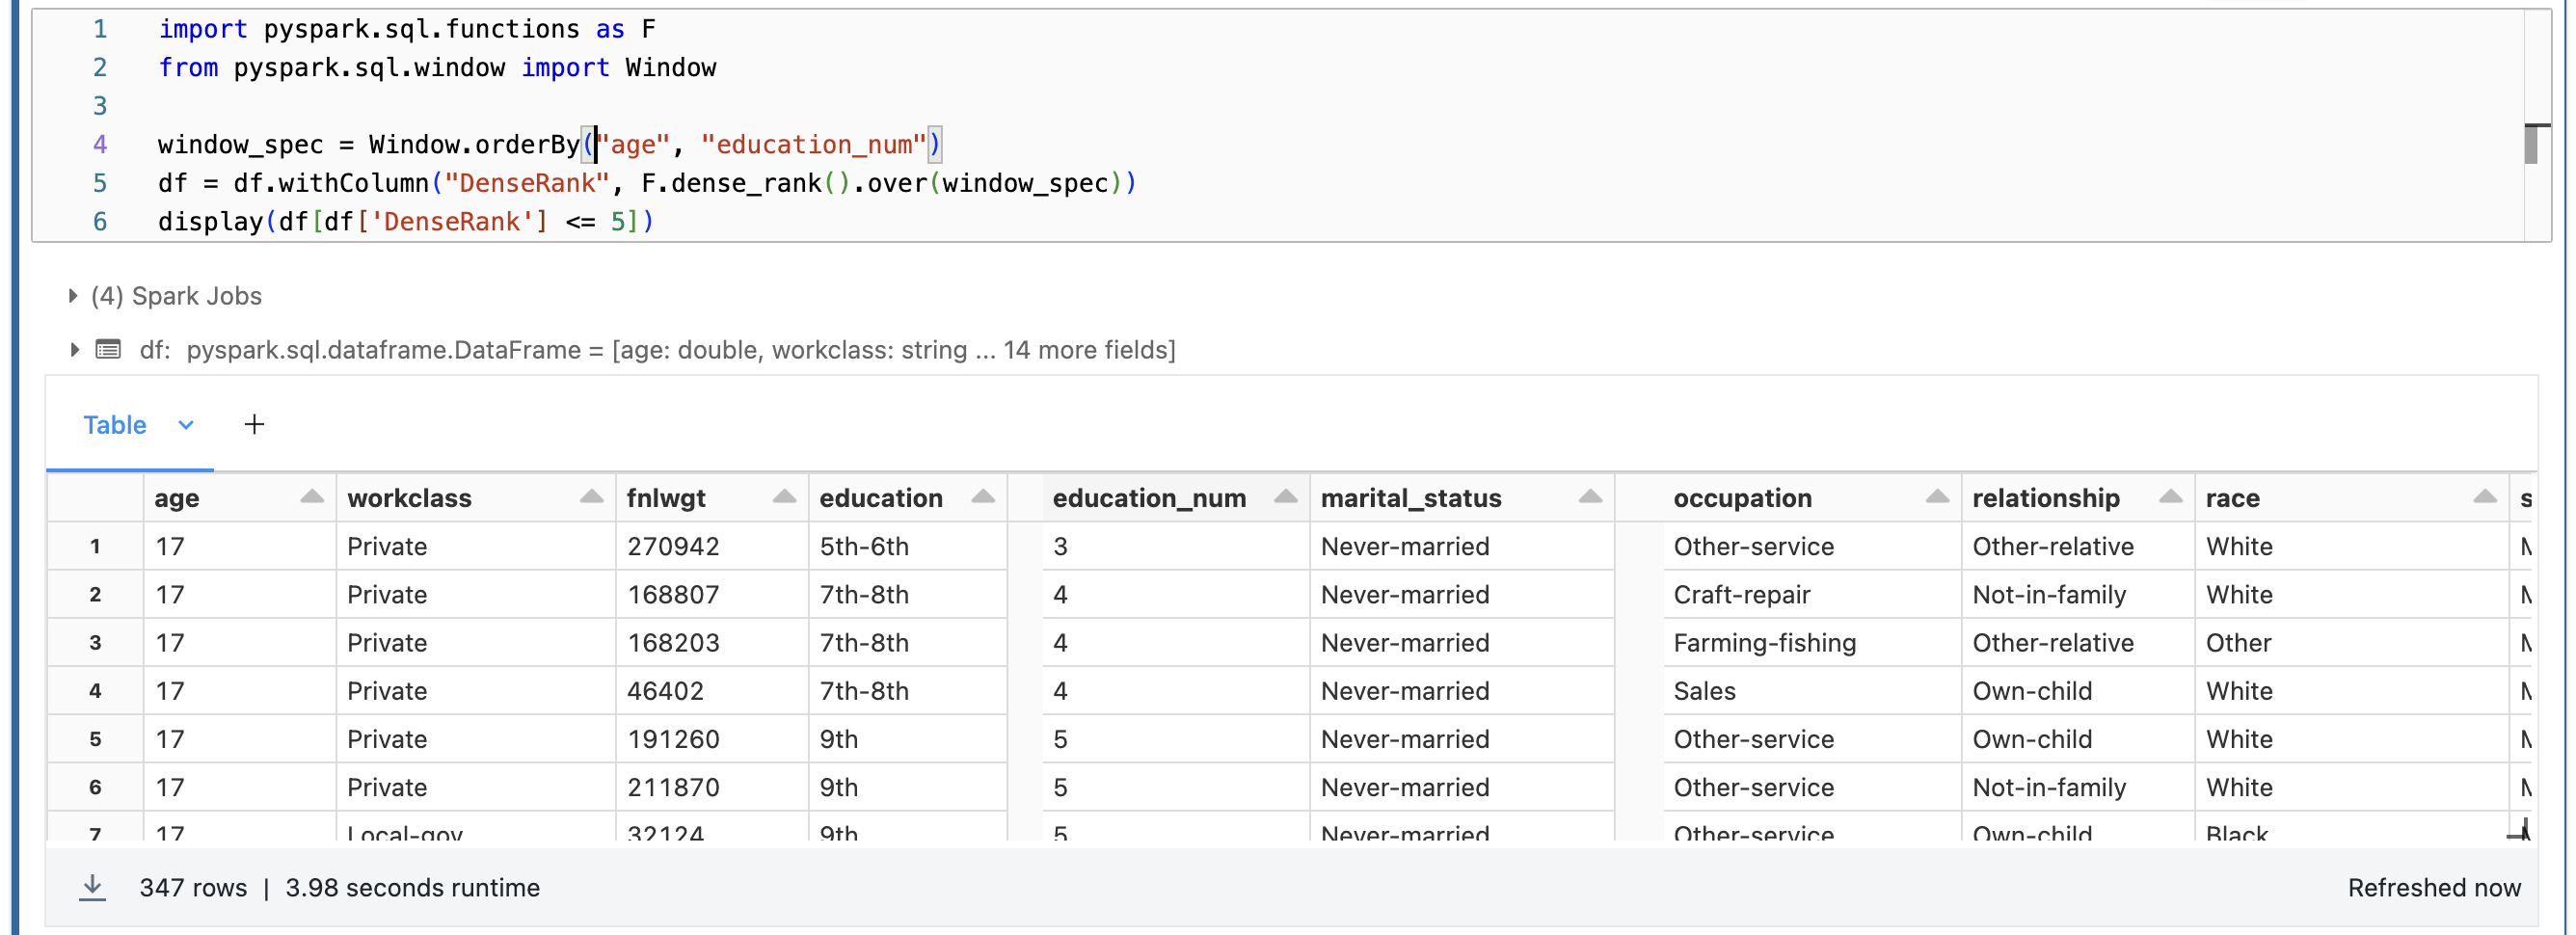 1 import pyspark.sql.functions as F
2 from pyspark.sql.window import Window
3
4 window_spec = Window.orderBy("age", "education_num")
5 df = df.withColumn("DenseRank", F.dense_rank().over(window_spec))
6 display(df[df['DenseRank'] <= 5])
(4) Spark Jobs
df: pyspark.sql.dataframe.DataFrame = [age: double, workclass: string ... 14 more fields]
Table +
age workclass fnlwgt education education_num marital_status occupation relationship race s
1 17 Private 270942 5th-6th 3 Never-married Other-service Other-relative White
2 17 Private 168807 7th-8th 4 Never-married Craft-repair Not-in-family White
3 17 Private 168203 7th-8th 4 Never-married Farming-fishing Other-relative Other
4 17 Private 46402 7th-8th 4 Never-married Sales Own-child White
5 17 Private 191260 9th 5 Never-married Other-service Own-child White
6 17 Private 211870 9th 5 Never-married Other-service Not-in-family White
7 17 Local-gov 32124 9th 5 Never-married Other-service Own-child Black
347 rows | 3.98 seconds runtime
Refreshed now